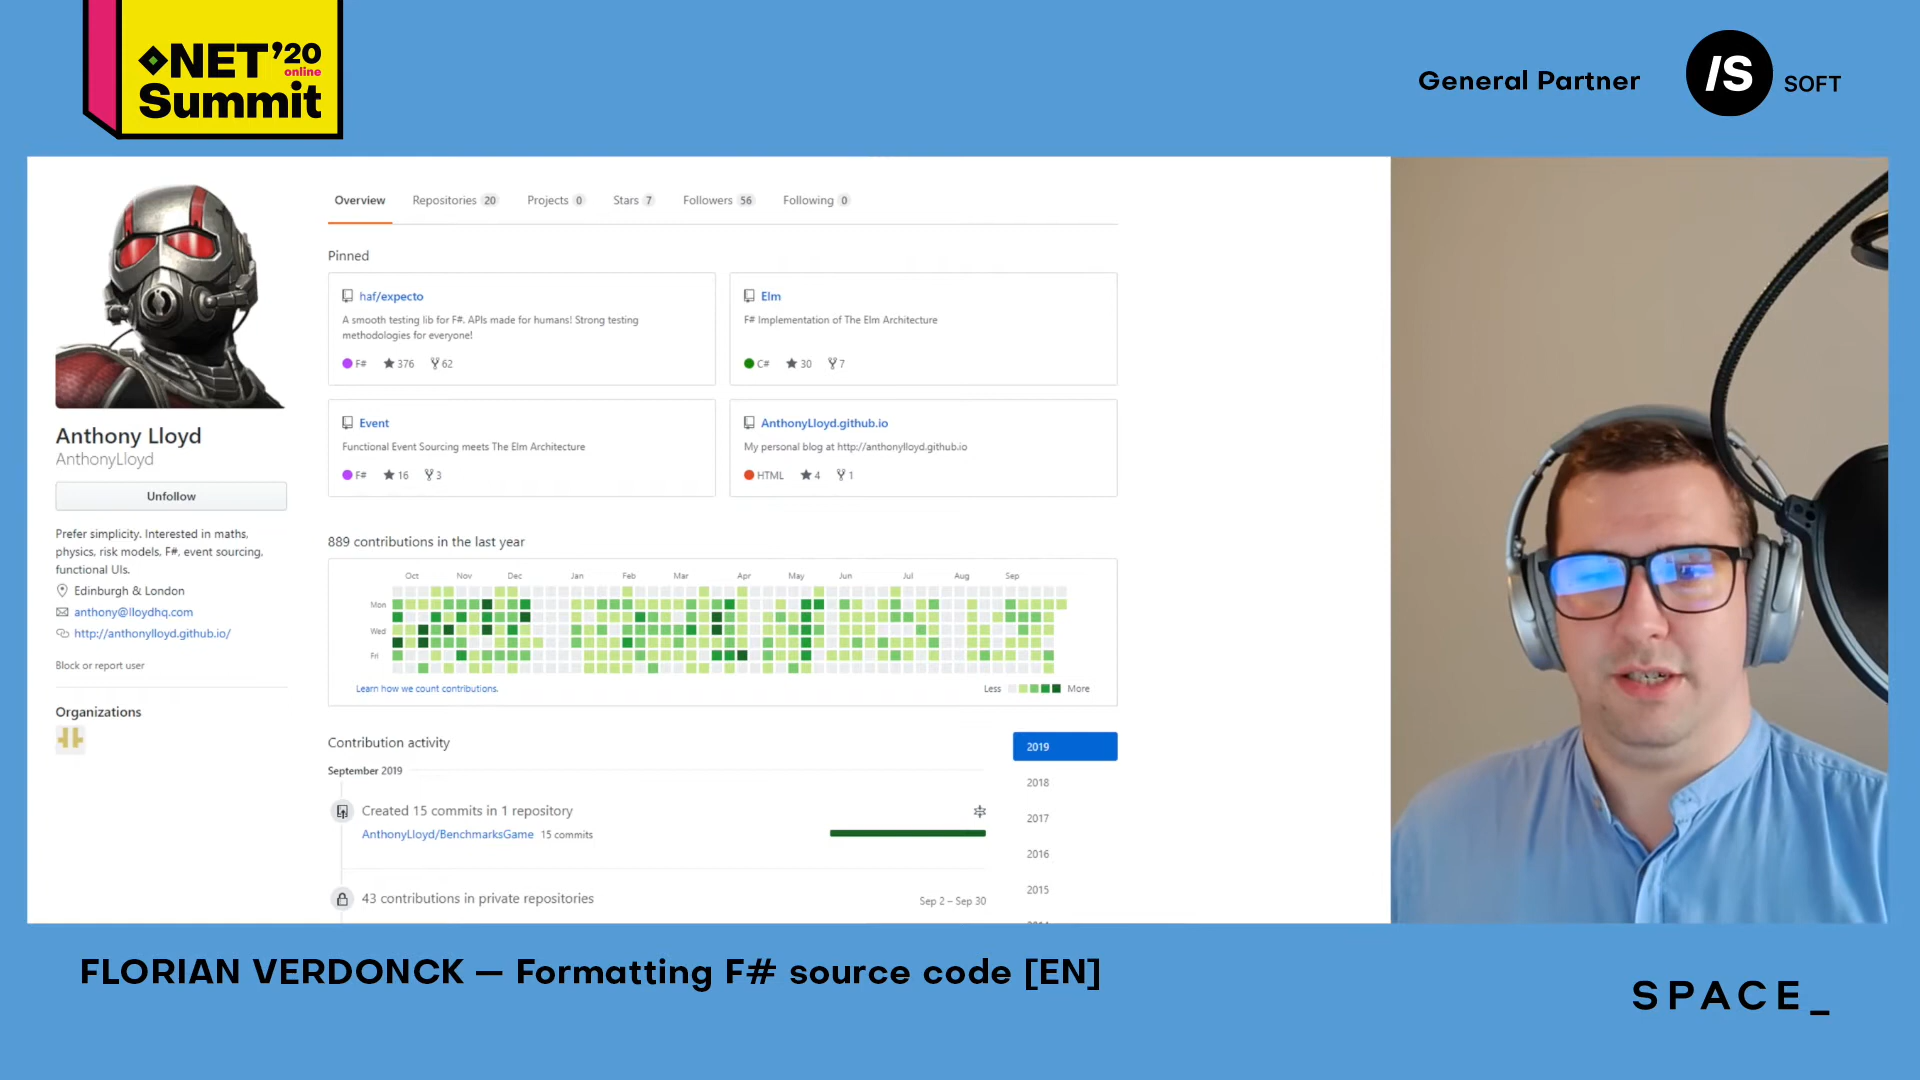 NET '20
online
Summit
General Partner
/S SOFT
Overview Repositories 20 Projects 0 Stars 7 Followers 56 Following 0
Pinned
haf/expecto
A smooth testing lib for F#. APIs made for humans! Strong testing
methodologies for everyone!
F# 376 62
Elm
F# Implementation of The Elm Architecture
C# 30 7
Event
Functional Event Sourcing meets The Elm Architecture
F# 16 3
AnthonyLloyd.github.io
My personal blog at http://anthonylloyd.github.io
HTML 4 1
Anthony Lloyd
AnthonyLloyd
Unfollow
Prefer simplicity. Interested in maths,
physics, risk models, F#, event sourcing,
functional UIs.
Edinburgh & London
anthony@lloydhq.com
http://anthonylloyd.github.io/
Block or report user
Organizations
889 contributions in the last year
Oct Nov Dec Jan Feb Mar Apr May Jun Jul Aug Sep
Mon
Wed
Fri
Learn how we count contributions.
Less More
Contribution activity
2019
2018
2017
2016
2015
September 2019
Created 15 commits in 1 repository
AnthonyLloyd/BenchmarksGame 15 commits
43 contributions in private repositories
Sep 2 – Sep 30
FLORIAN VERDONCK — Formatting F# source code [EN]
SPACE_